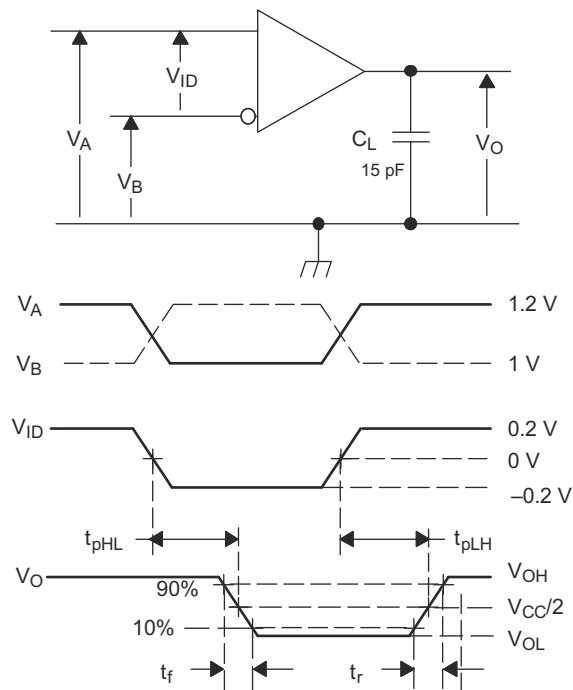 V_ID
V_A
V_B
C_L
15 pF
V_O
V_A
1.2 V
V_B
1 V
V_ID
0.2 V
0 V
–0.2 V
t_pHL
t_pLH
V_O
V_OH
90%
V_CC/2
10%
V_OL
t_f
t_r